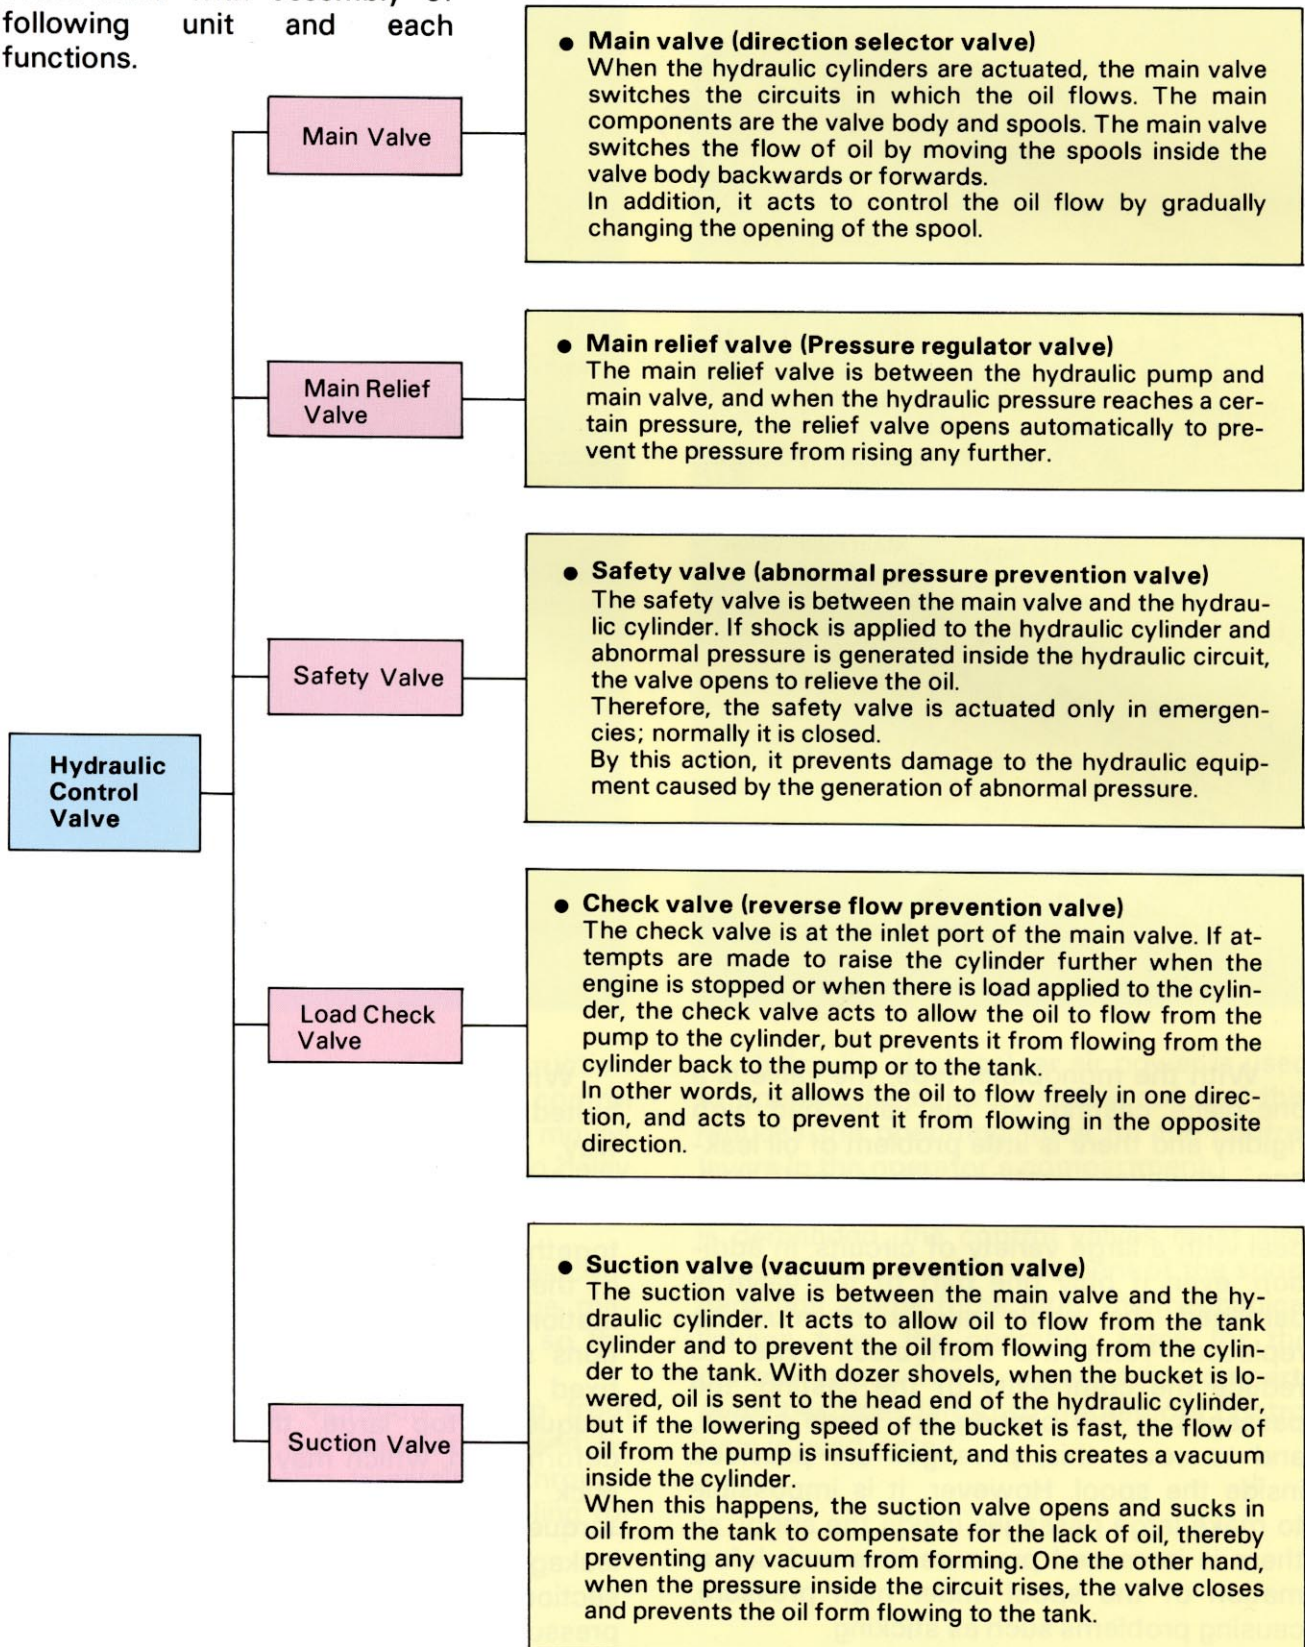 following unit and each
functions.
Main Valve
● Main valve (direction selector valve)
When the hydraulic cylinders are actuated, the main valve
switches the circuits in which the oil flows. The main
components are the valve body and spools. The main valve
switches the flow of oil by moving the spools inside the
valve body backwards or forwards.
In addition, it acts to control the oil flow by gradually
changing the opening of the spool.
Main Relief
Valve
● Main relief valve (Pressure regulator valve)
The main relief valve is between the hydraulic pump and
main valve, and when the hydraulic pressure reaches a cer-
tain pressure, the relief valve opens automatically to pre-
vent the pressure from rising any further.
Safety Valve
● Safety valve (abnormal pressure prevention valve)
The safety valve is between the main valve and the hydrau-
lic cylinder. If shock is applied to the hydraulic cylinder and
abnormal pressure is generated inside the hydraulic circuit,
the valve opens to relieve the oil.
Therefore, the safety valve is actuated only in emergen-
cies; normally it is closed.
By this action, it prevents damage to the hydraulic equip-
ment caused by the generation of abnormal pressure.
Hydraulic
Control
Valve
Load Check
Valve
● Check valve (reverse flow prevention valve)
The check valve is at the inlet port of the main valve. If at-
tempts are made to raise the cylinder further when the
engine is stopped or when there is load applied to the cylin-
der, the check valve acts to allow the oil to flow from the
pump to the cylinder, but prevents it from flowing from the
cylinder back to the pump or to the tank.
In other words, it allows the oil to flow freely in one direc-
tion, and acts to prevent it from flowing in the opposite
direction.
Suction Valve
● Suction valve (vacuum prevention valve)
The suction valve is between the main valve and the hy-
draulic cylinder. It acts to allow oil to flow from the tank
cylinder and to prevent the oil from flowing from the cylin-
der to the tank. With dozer shovels, when the bucket is lo-
wered, oil is sent to the head end of the hydraulic cylinder,
but if the lowering speed of the bucket is fast, the flow of
oil from the pump is insufficient, and this creates a vacuum
inside the cylinder.
When this happens, the suction valve opens and sucks in
oil from the tank to compensate for the lack of oil, thereby
preventing any vacuum from forming. One the other hand,
when the pressure inside the circuit rises, the valve closes
and prevents the oil form flowing to the tank.